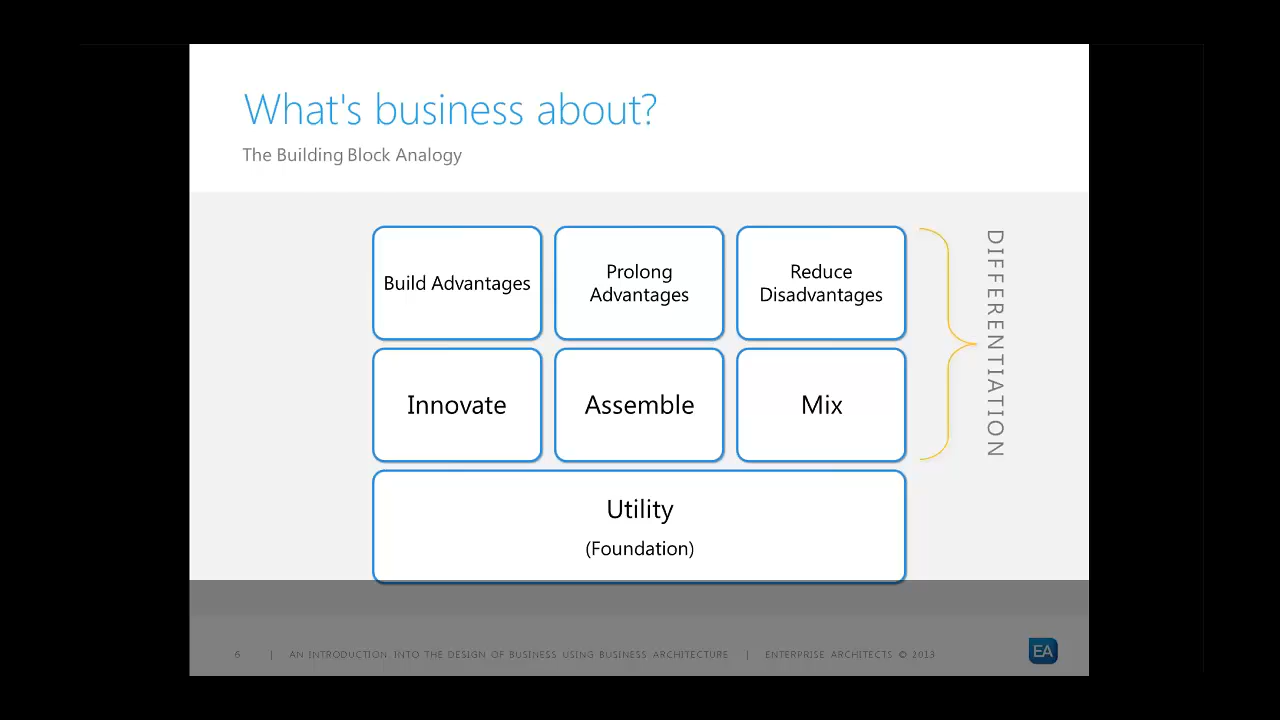 What's business about?
The Building Block Analogy
Build Advantages
Prolong
Advantages
Reduce
Disadvantages
Innovate
Assemble
Mix
Utility
(Foundation)
DIFFERENTIATION
6 | AN INTRODUCTION INTO THE DESIGN OF BUSINESS USING BUSINESS ARCHITECTURE | ENTERPRISE ARCHITECTS © 2013
EA